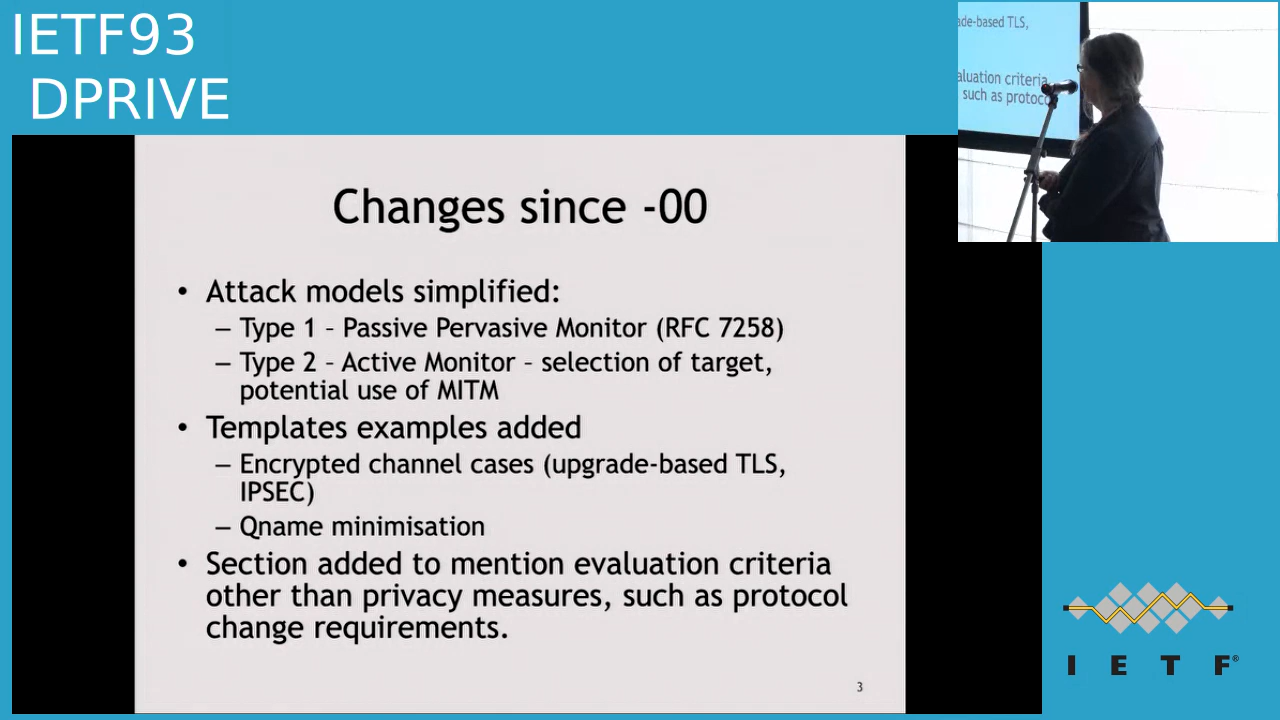 IETF93
DPRIVE
ade-based TLS,
aluation criteria
such as protoco
Changes since -00
• Attack models simplified:
– Type 1 – Passive Pervasive Monitor (RFC 7258)
– Type 2 – Active Monitor – selection of target,
potential use of MITM
• Templates examples added
– Encrypted channel cases (upgrade-based TLS,
IPSEC)
– Qname minimisation
• Section added to mention evaluation criteria
other than privacy measures, such as protocol
change requirements.
3
I E T F®